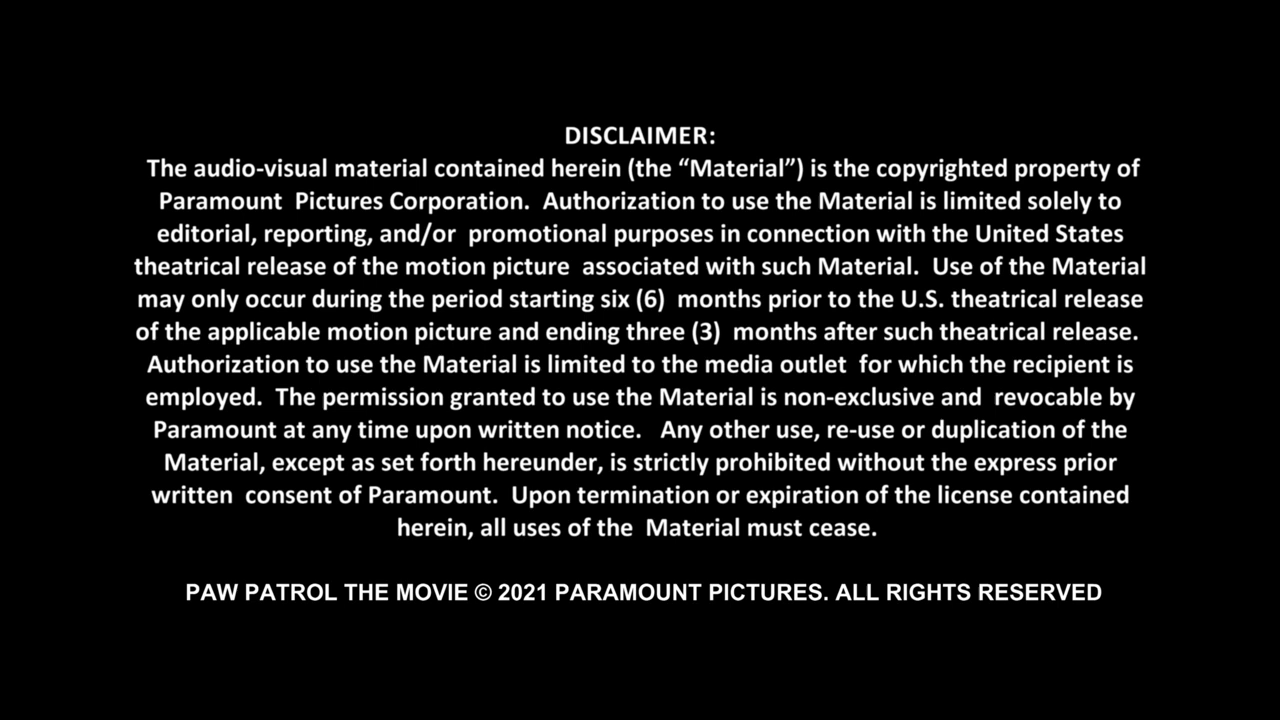 DISCLAIMER:
The audio-visual material contained herein (the “Material”) is the copyrighted property of
Paramount  Pictures Corporation.  Authorization to use the Material is limited solely to
editorial, reporting, and/or  promotional purposes in connection with the United States
theatrical release of the motion picture  associated with such Material.  Use of the Material
may only occur during the period starting six (6)  months prior to the U.S. theatrical release
of the applicable motion picture and ending three (3)  months after such theatrical release.
Authorization to use the Material is limited to the media outlet  for which the recipient is
employed.  The permission granted to use the Material is non-exclusive and  revocable by
Paramount at any time upon written notice.   Any other use, re-use or duplication of the
Material, except as set forth hereunder, is strictly prohibited without the express prior
written  consent of Paramount.  Upon termination or expiration of the license contained
herein, all uses of the  Material must cease.
PAW PATROL THE MOVIE © 2021 PARAMOUNT PICTURES. ALL RIGHTS RESERVED